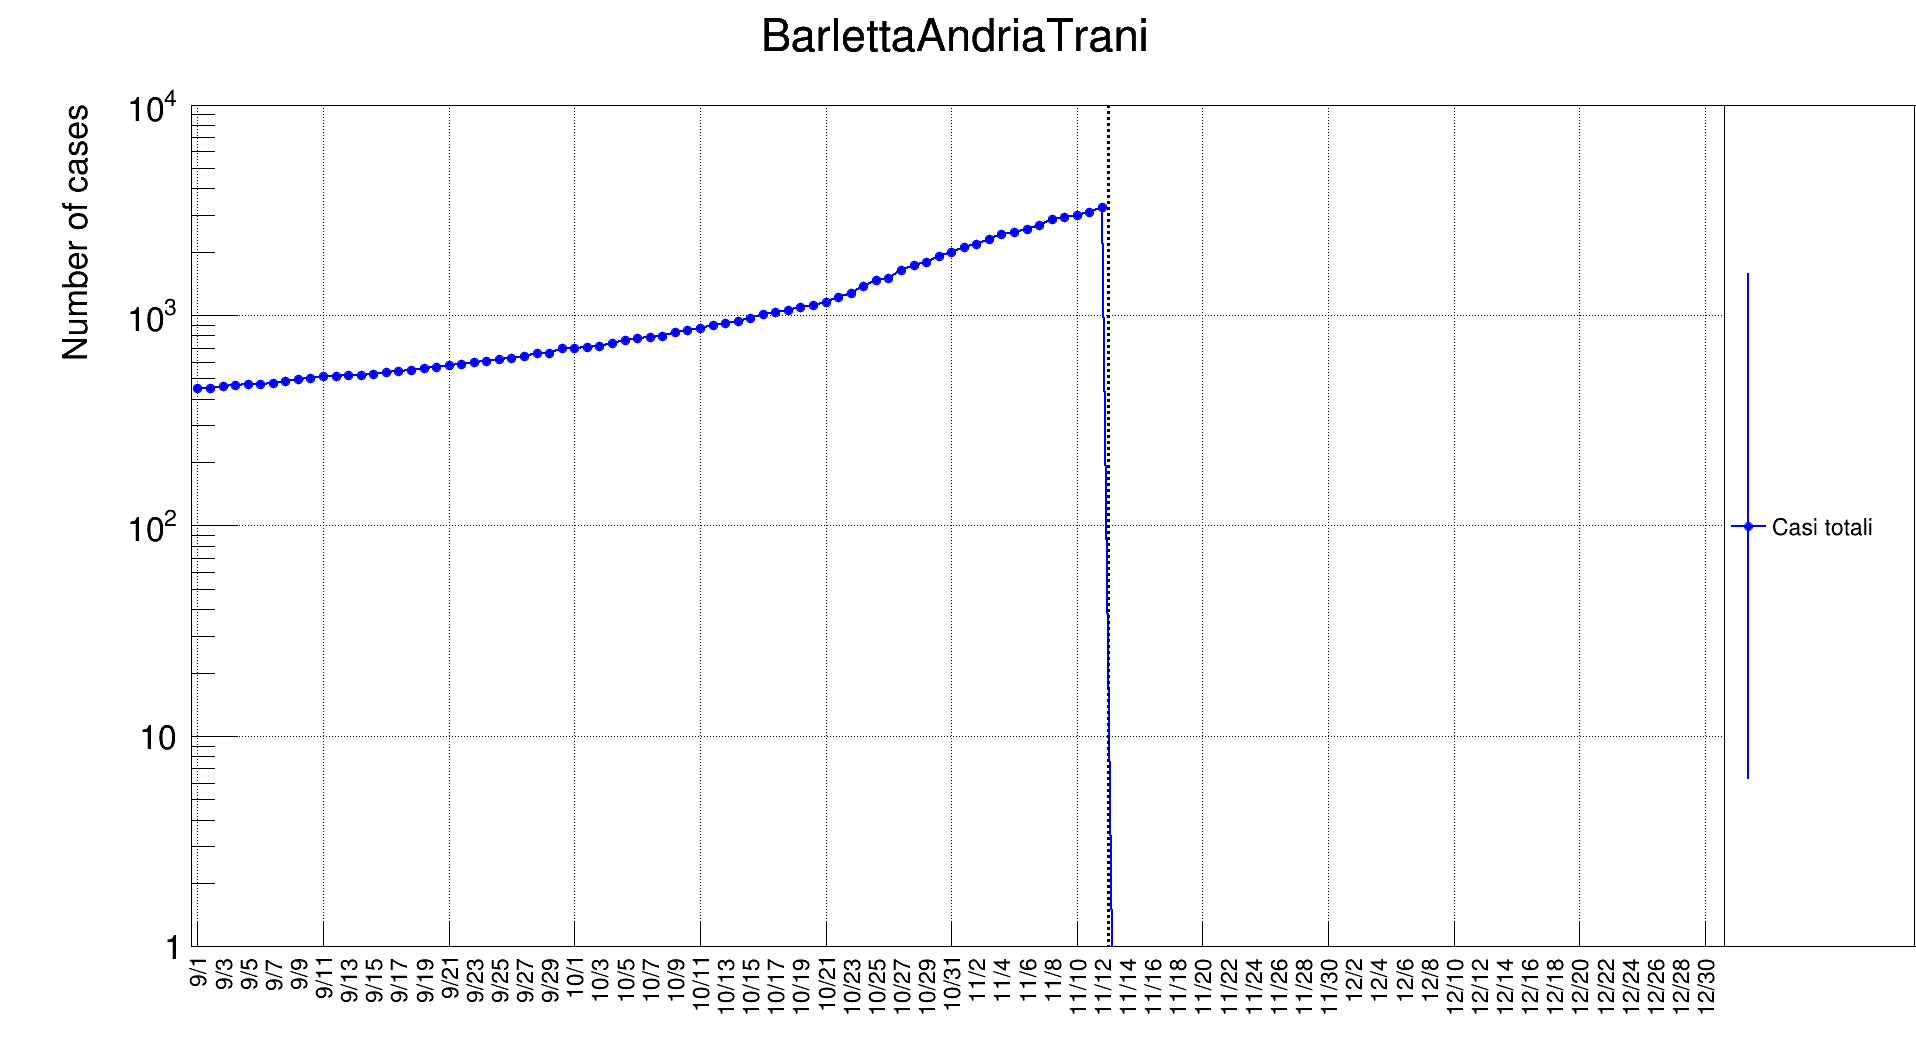 BarlettaAndriaTrani
Number of cases
10^4
10^3
10^2
10
1
9/1 9/3 9/5 9/7 9/9 9/11 9/13 9/15 9/17 9/19 9/21 9/23 9/25 9/27 9/29 10/1 10/3 10/5 10/7 10/9 10/11 10/13 10/15 10/17 10/19 10/21 10/23 10/25 10/27 10/29 10/31 11/2 11/4 11/6 11/8 11/10 11/12 11/14 11/16 11/18 11/20 11/22 11/24 11/26 11/28 11/30 12/2 12/4 12/6 12/8 12/10 12/12 12/14 12/16 12/18 12/20 12/22 12/24 12/26 12/28 12/30
Casi totali